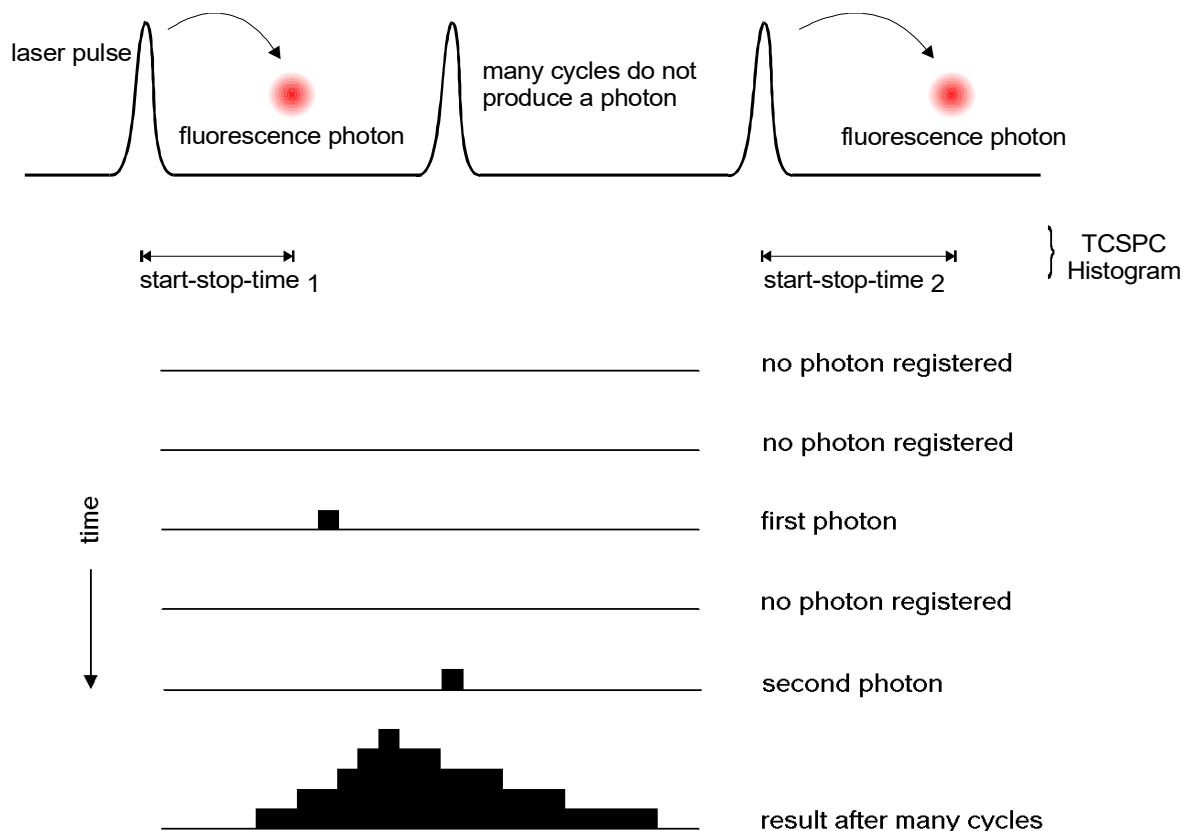 laser pulse
many cycles do not
produce a photon
fluorescence photon
fluorescence photon
start-stop-time 1
start-stop-time 2
TCSPC
Histogram
no photon registered
no photon registered
time
first photon
no photon registered
second photon
result after many cycles